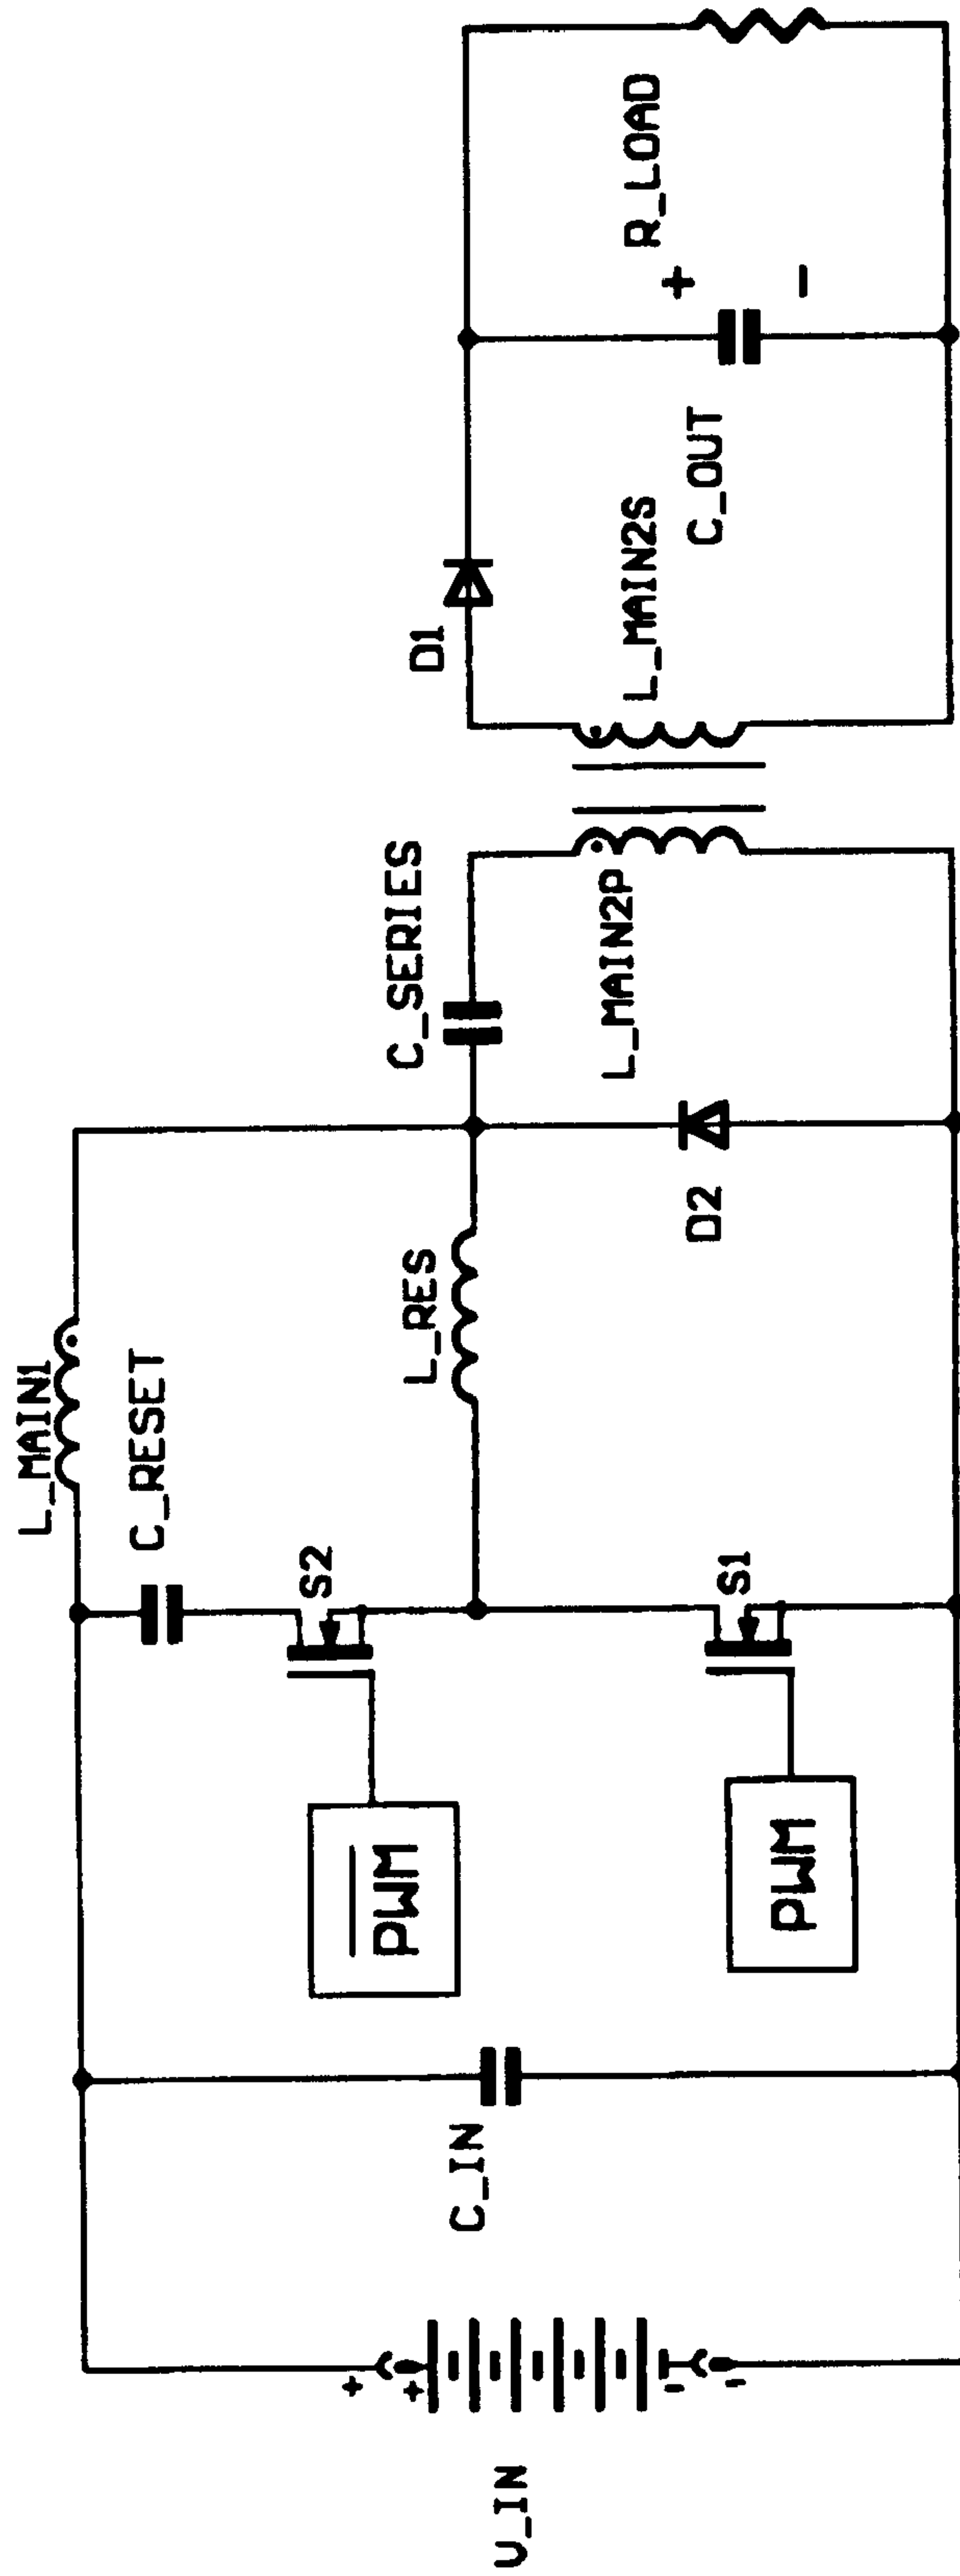 L_MAIN1
C_RESET
S2
L_RES
C_SERIES
D1
PWM
C_IN
V_IN
+
+
-
-
PWM
S1
D2
L_MAIN2P
L_MAIN2S
C_OUT
R_LOAD
+
-